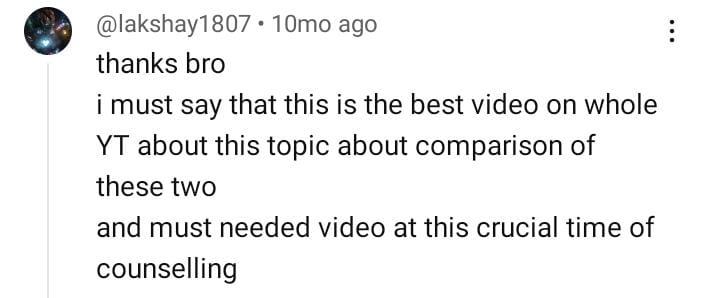 @lakshay1807 • 10mo ago
thanks bro
i must say that this is the best video on whole
YT about this topic about comparison of
these two
and must needed video at this crucial time of
counselling